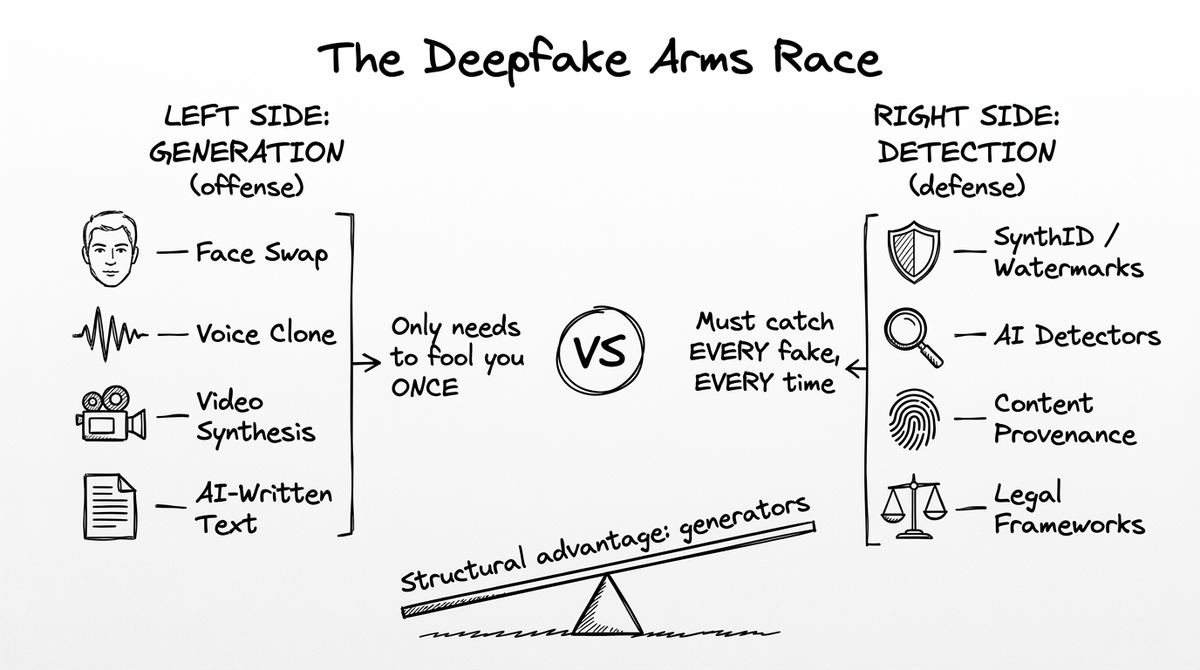 The Deepfake Arms Race
LEFT SIDE:
GENERATION
(offense)
Face Swap
Voice Clone
Video
Synthesis
AI-Written
Text
Only needs
to fool you
ONCE
VS
Must catch
EVERY fake,
EVERY time
RIGHT SIDE:
DETECTION
(defense)
SynthID /
Watermarks
AI Detectors
Content
Provenance
Legal
Frameworks
Structural advantage: generators